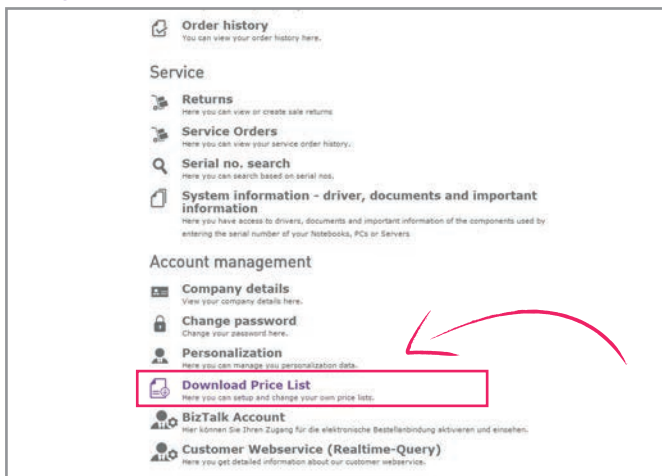 Order history
You can view your order history here.
Service
Returns
Here you can view or create sale returns
Service Orders
Here you can view your service order history.
Serial no. search
Here you can search based on serial nos.
System information - driver, documents and important
information
Here you have access to drivers, documents and important information of the components used by
entering the serial number of your Notebooks, PCs or Servers
Account management
Company details
View your company details here.
Change password
Change your password here.
Personalization
Here you can manage you personalization data.
Download Price List
Here you can setup and change your own price lists.
BizTalk Account
Hier können Sie Ihren Zugang für die elektronische Bestellanbindung aktivieren und einsehen.
Customer Webservice (Realtime-Query)
Here you get detailed information about our customer webservice.